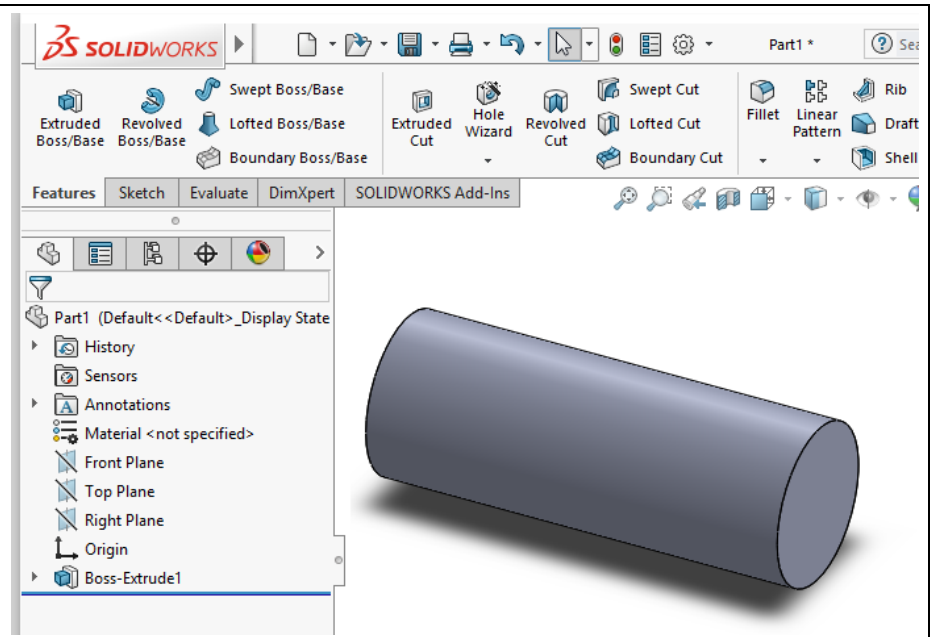 SOLIDWORKS
Part1 *
? Sea
Extruded Boss/Base
Revolved Boss/Base
Swept Boss/Base
Lofted Boss/Base
Boundary Boss/Base
Extruded Cut
Hole Wizard
Revolved Cut
Swept Cut
Lofted Cut
Boundary Cut
Fillet
Linear Pattern
Rib
Draft
Shell
Features Sketch Evaluate DimXpert SOLIDWORKS Add-Ins
Part1 (Default<<Default>_Display State
History
Sensors
A Annotations
Material <not specified>
Front Plane
Top Plane
Right Plane
Origin
Boss-Extrude1